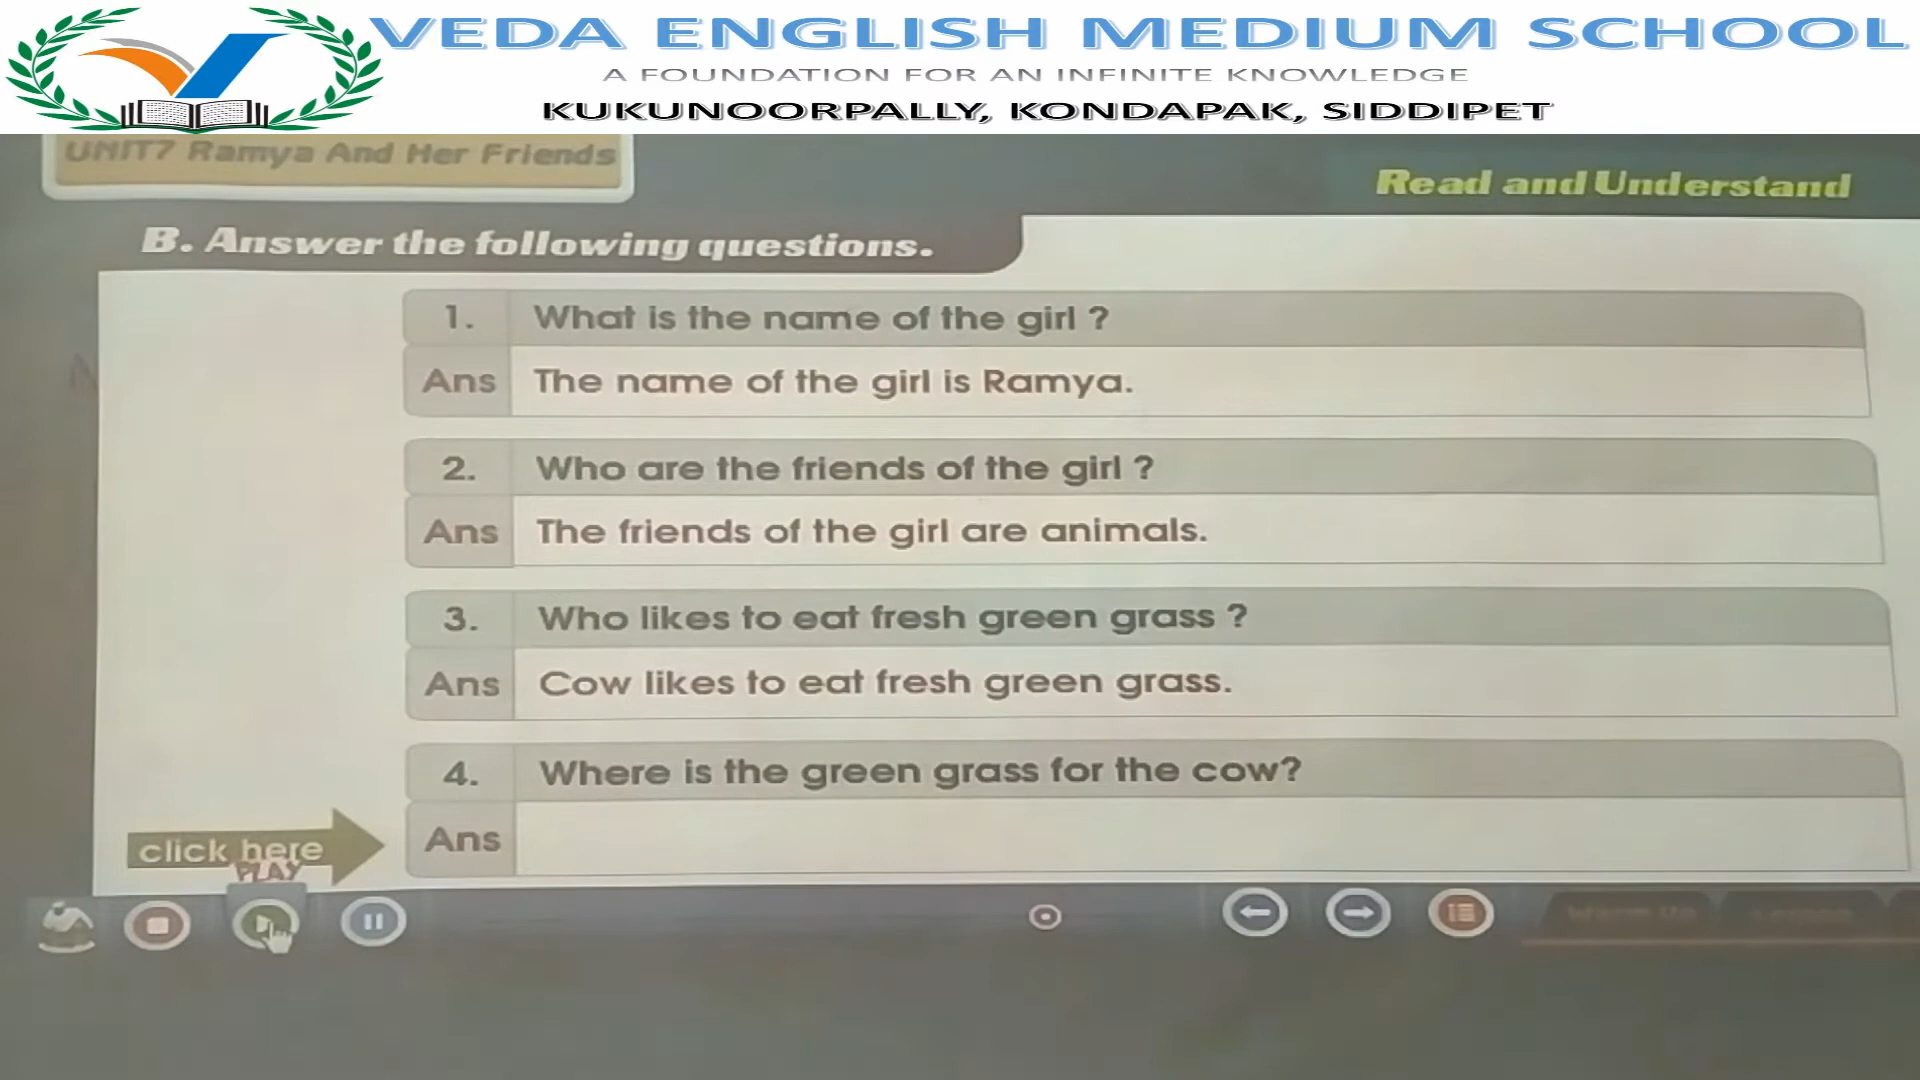 VEDA ENGLISH MEDIUM SCHOOL
A FOUNDATION FOR AN INFINITE KNOWLEDGE
KUKUNOORPALLY, KONDAPAK, SIDDIPET
UNIT7 Ramya And Her Friends
Read and Understand
B. Answer the following questions.
1. What is the name of the girl ?
Ans The name of the girl is Ramya.
2. Who are the friends of the girl ?
Ans The friends of the girl are animals.
3. Who likes to eat fresh green grass ?
Ans Cow likes to eat fresh green grass.
4. Where is the green grass for the cow?
click here Ans
PLAY
Warm Up Lesson